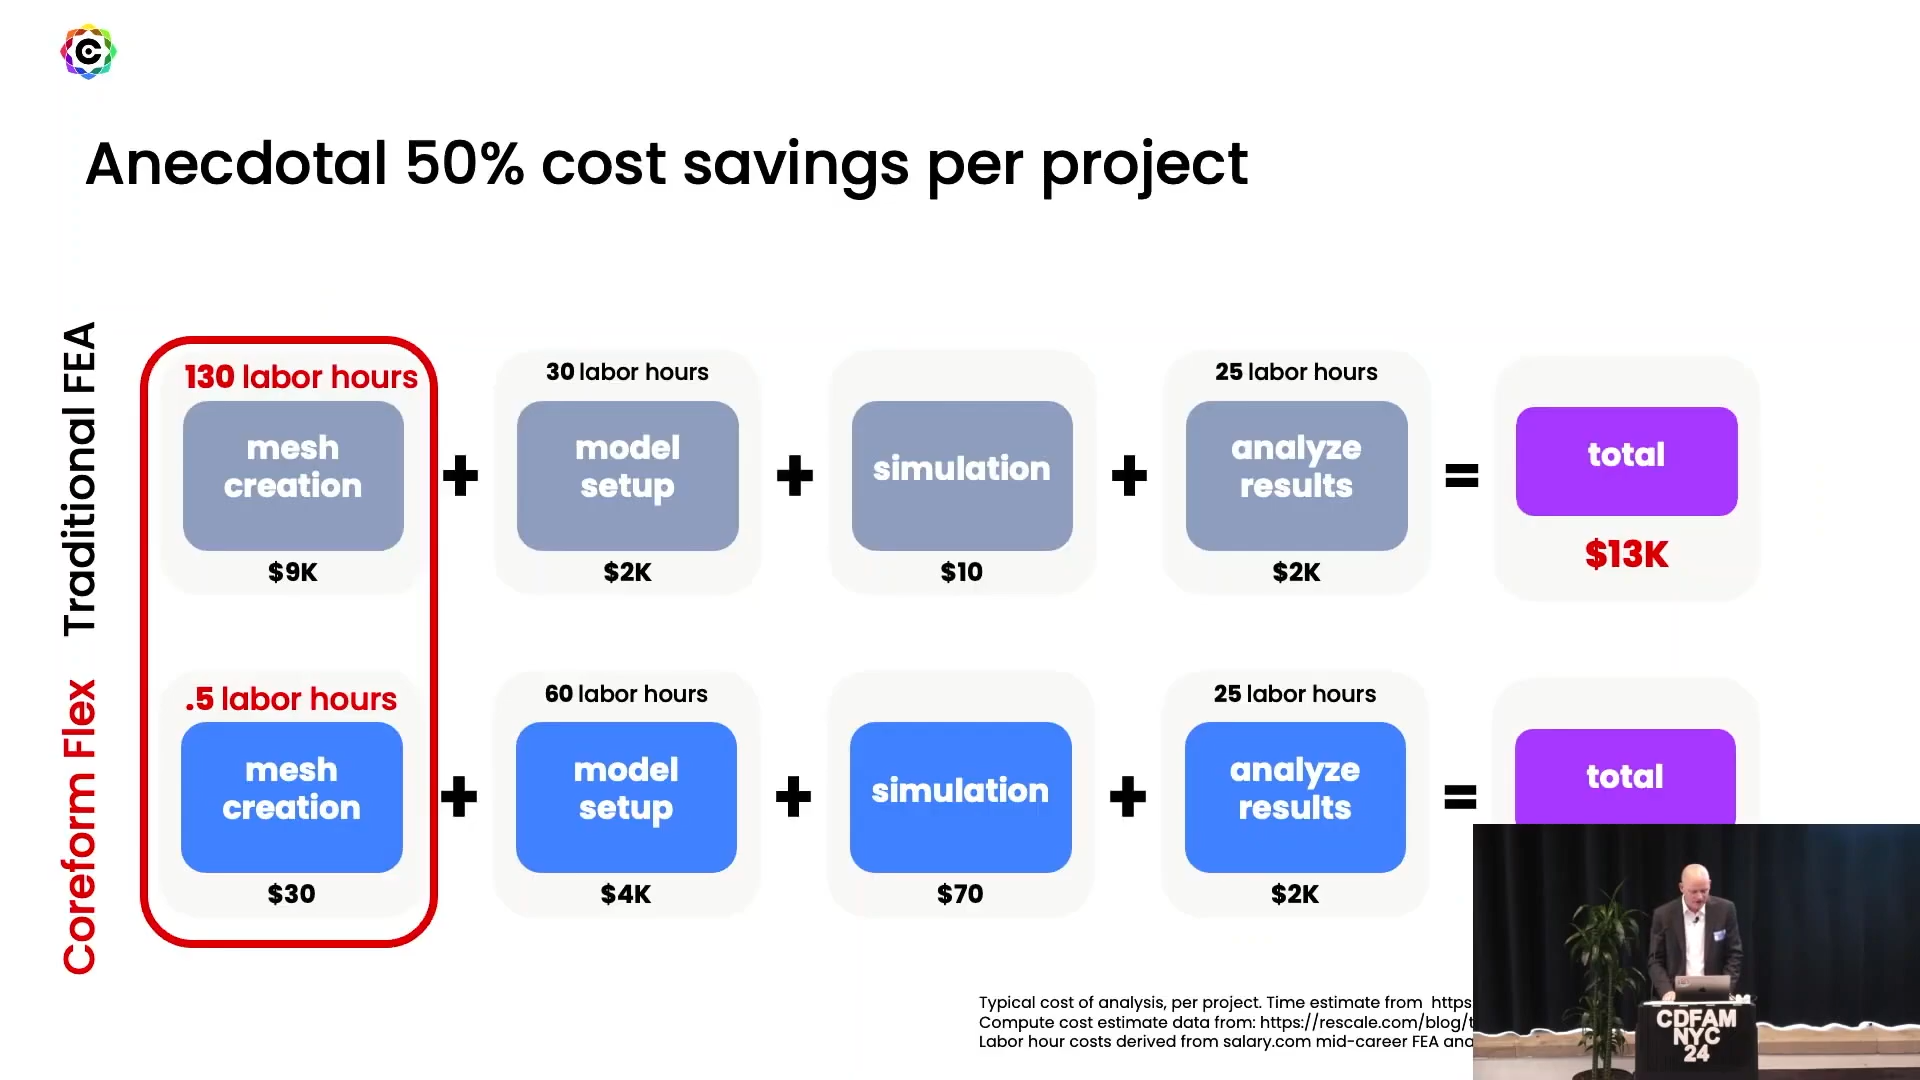 Anecdotal 50% cost savings per project
Traditional FEA
130 labor hours
mesh
creation
$9K
+
30 labor hours
model
setup
$2K
+
simulation
$10
+
25 labor hours
analyze
results
$2K
=
total
$13K
Coreform Flex
.5 labor hours
mesh
creation
$30
+
60 labor hours
model
setup
$4K
+
simulation
$70
+
25 labor hours
analyze
results
$2K
=
total
Typical cost of analysis, per project. Time estimate from https
Compute cost estimate data from: https://rescale.com/blog/t
Labor hour costs derived from salary.com mid-career FEA
CDFAM
NYC
24